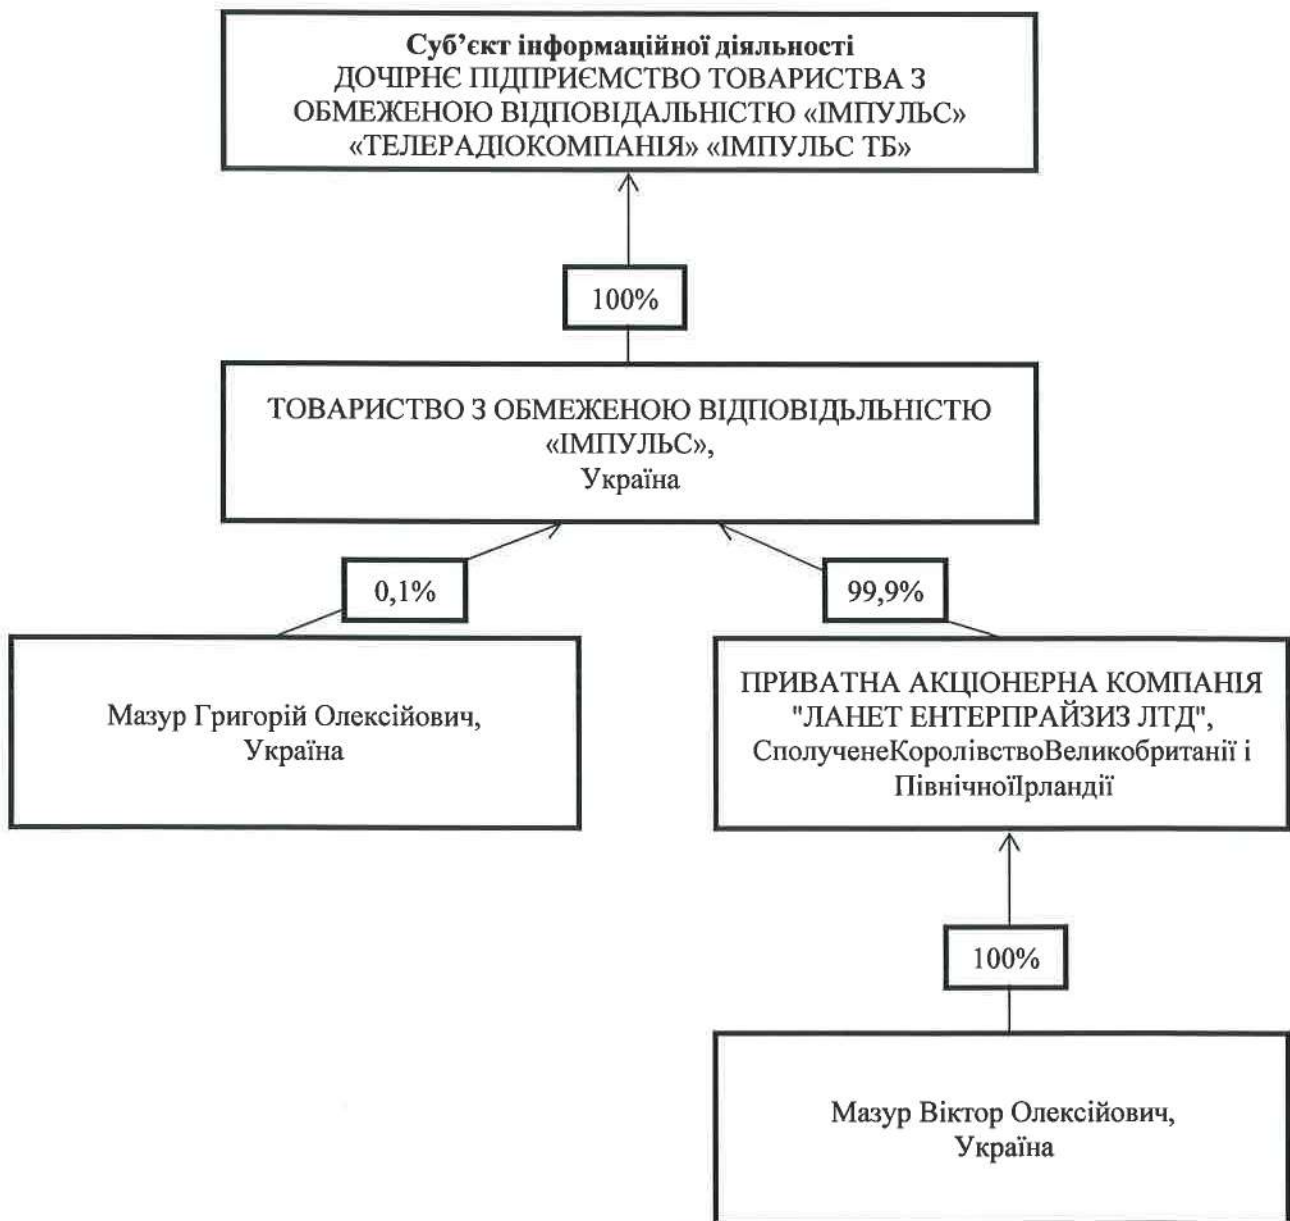 Суб’єкт інформаційної діяльності
ДОЧІРНЄ ПІДПРИЄМСТВО ТОВАРИСТВА З
ОБМЕЖЕНОЮ ВІДПОВІДАЛЬНІСТЮ «ІМПУЛЬС»
«ТЕЛЕРАДІОКОМПАНІЯ» «ІМПУЛЬС ТБ»
100%
ТОВАРИСТВО З ОБМЕЖЕНОЮ ВІДПОВІДЬЛЬНІСТЮ
«ІМПУЛЬС»,
Україна
0,1%
99,9%
Мазур Григорій Олексійович,
Україна
ПРИВАТНА АКЦІОНЕРНА КОМПАНІЯ
"ЛАНЕТ ЕНТЕРПРАЙЗИЗ ЛТД",
СполученеКоролівствоВеликобританії і
ПівнічноїІрландії
100%
Мазур Віктор Олексійович,
Україна